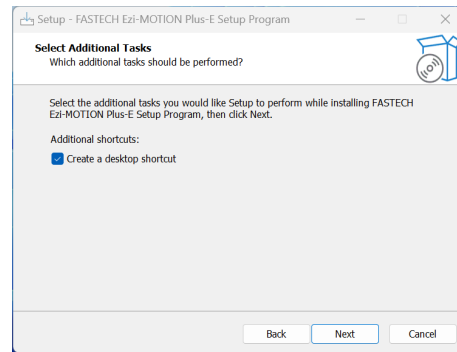 Setup - FASTECH Ezi-MOTION Plus-E Setup Program
Select Additional Tasks
Which additional tasks should be performed?
Select the additional tasks you would like Setup to perform while installing FASTECH
Ezi-MOTION Plus-E Setup Program, then click Next.
Additional shortcuts:
Create a desktop shortcut
Back Next Cancel